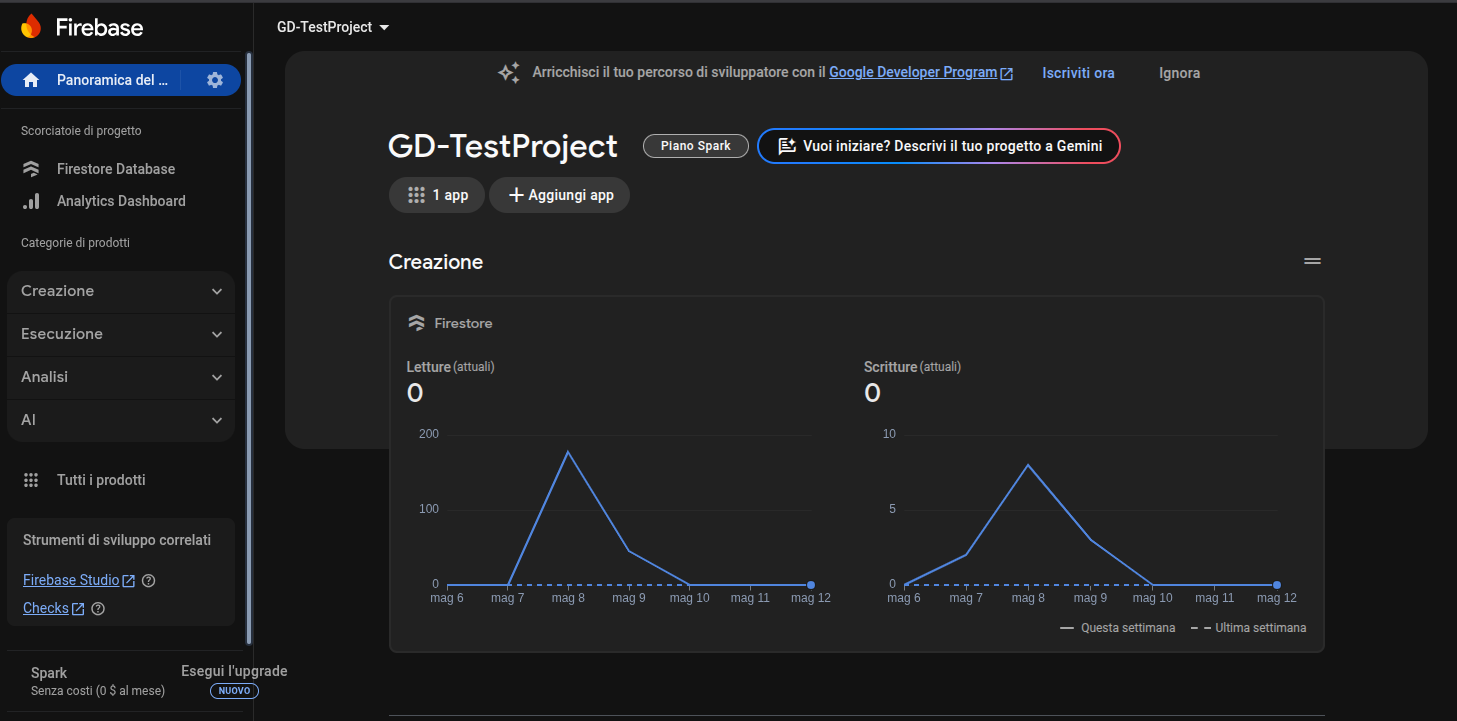 Firebase
GD-TestProject
Panoramica del ...
Arricchisci il tuo percorso di sviluppatore con il Google Developer Program
Iscriviti ora
Ignora
Scorciatoie di progetto
Firestore Database
Analytics Dashboard
Categorie di prodotti
Creazione
Esecuzione
Analisi
AI
Tutti i prodotti
Strumenti di sviluppo correlati
Firebase Studio
Checks
Spark
Senza costi (0 $ al mese)
Esegui l'upgrade
NUOVO
GD-TestProject
Piano Spark
Vuoi iniziare? Descrivi il tuo progetto a Gemini
1 app
Aggiungi app
Creazione
Firestore
Letture (attuali)
0
200
100
0
mag 6 mag 7 mag 8 mag 9 mag 10 mag 11 mag 12
Scritture (attuali)
0
10
5
0
mag 6 mag 7 mag 8 mag 9 mag 10 mag 11 mag 12
Questa settimana
Ultima settimana